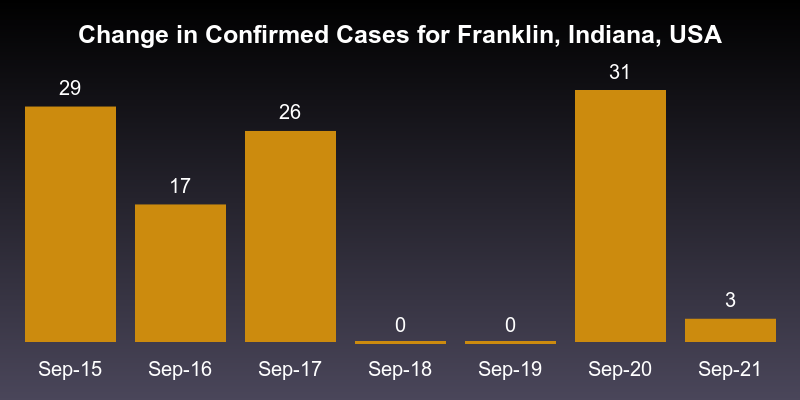 Change in Confirmed Cases for Franklin, Indiana, USA
29
17
26
0
0
31
3
Sep-15
Sep-16
Sep-17
Sep-18
Sep-19
Sep-20
Sep-21